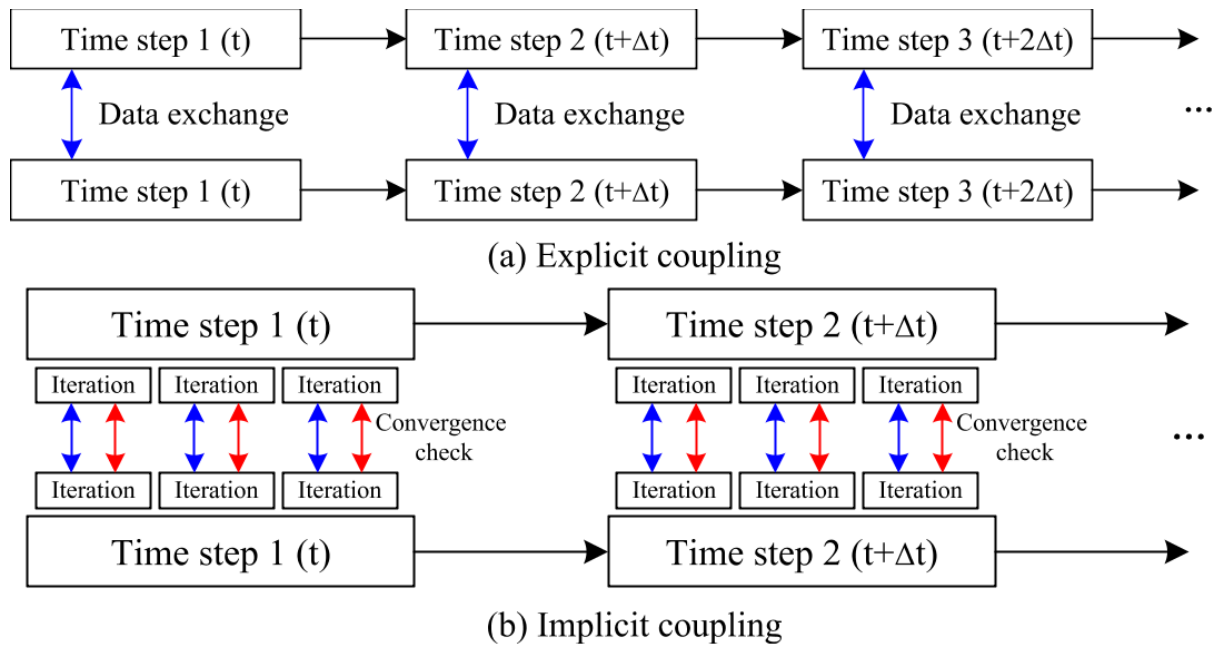 Time step 1 (t)
Time step 2 (t+Δt)
Time step 3 (t+2Δt)
Data exchange
Data exchange
Data exchange
...
Time step 1 (t)
Time step 2 (t+Δt)
Time step 3 (t+2Δt)
(a) Explicit coupling
Time step 1 (t)
Time step 2 (t+Δt)
Iteration
Iteration
Iteration
Iteration
Iteration
Iteration
Convergence
check
Convergence
check
...
Iteration
Iteration
Iteration
Iteration
Iteration
Iteration
Time step 1 (t)
Time step 2 (t+Δt)
(b) Implicit coupling